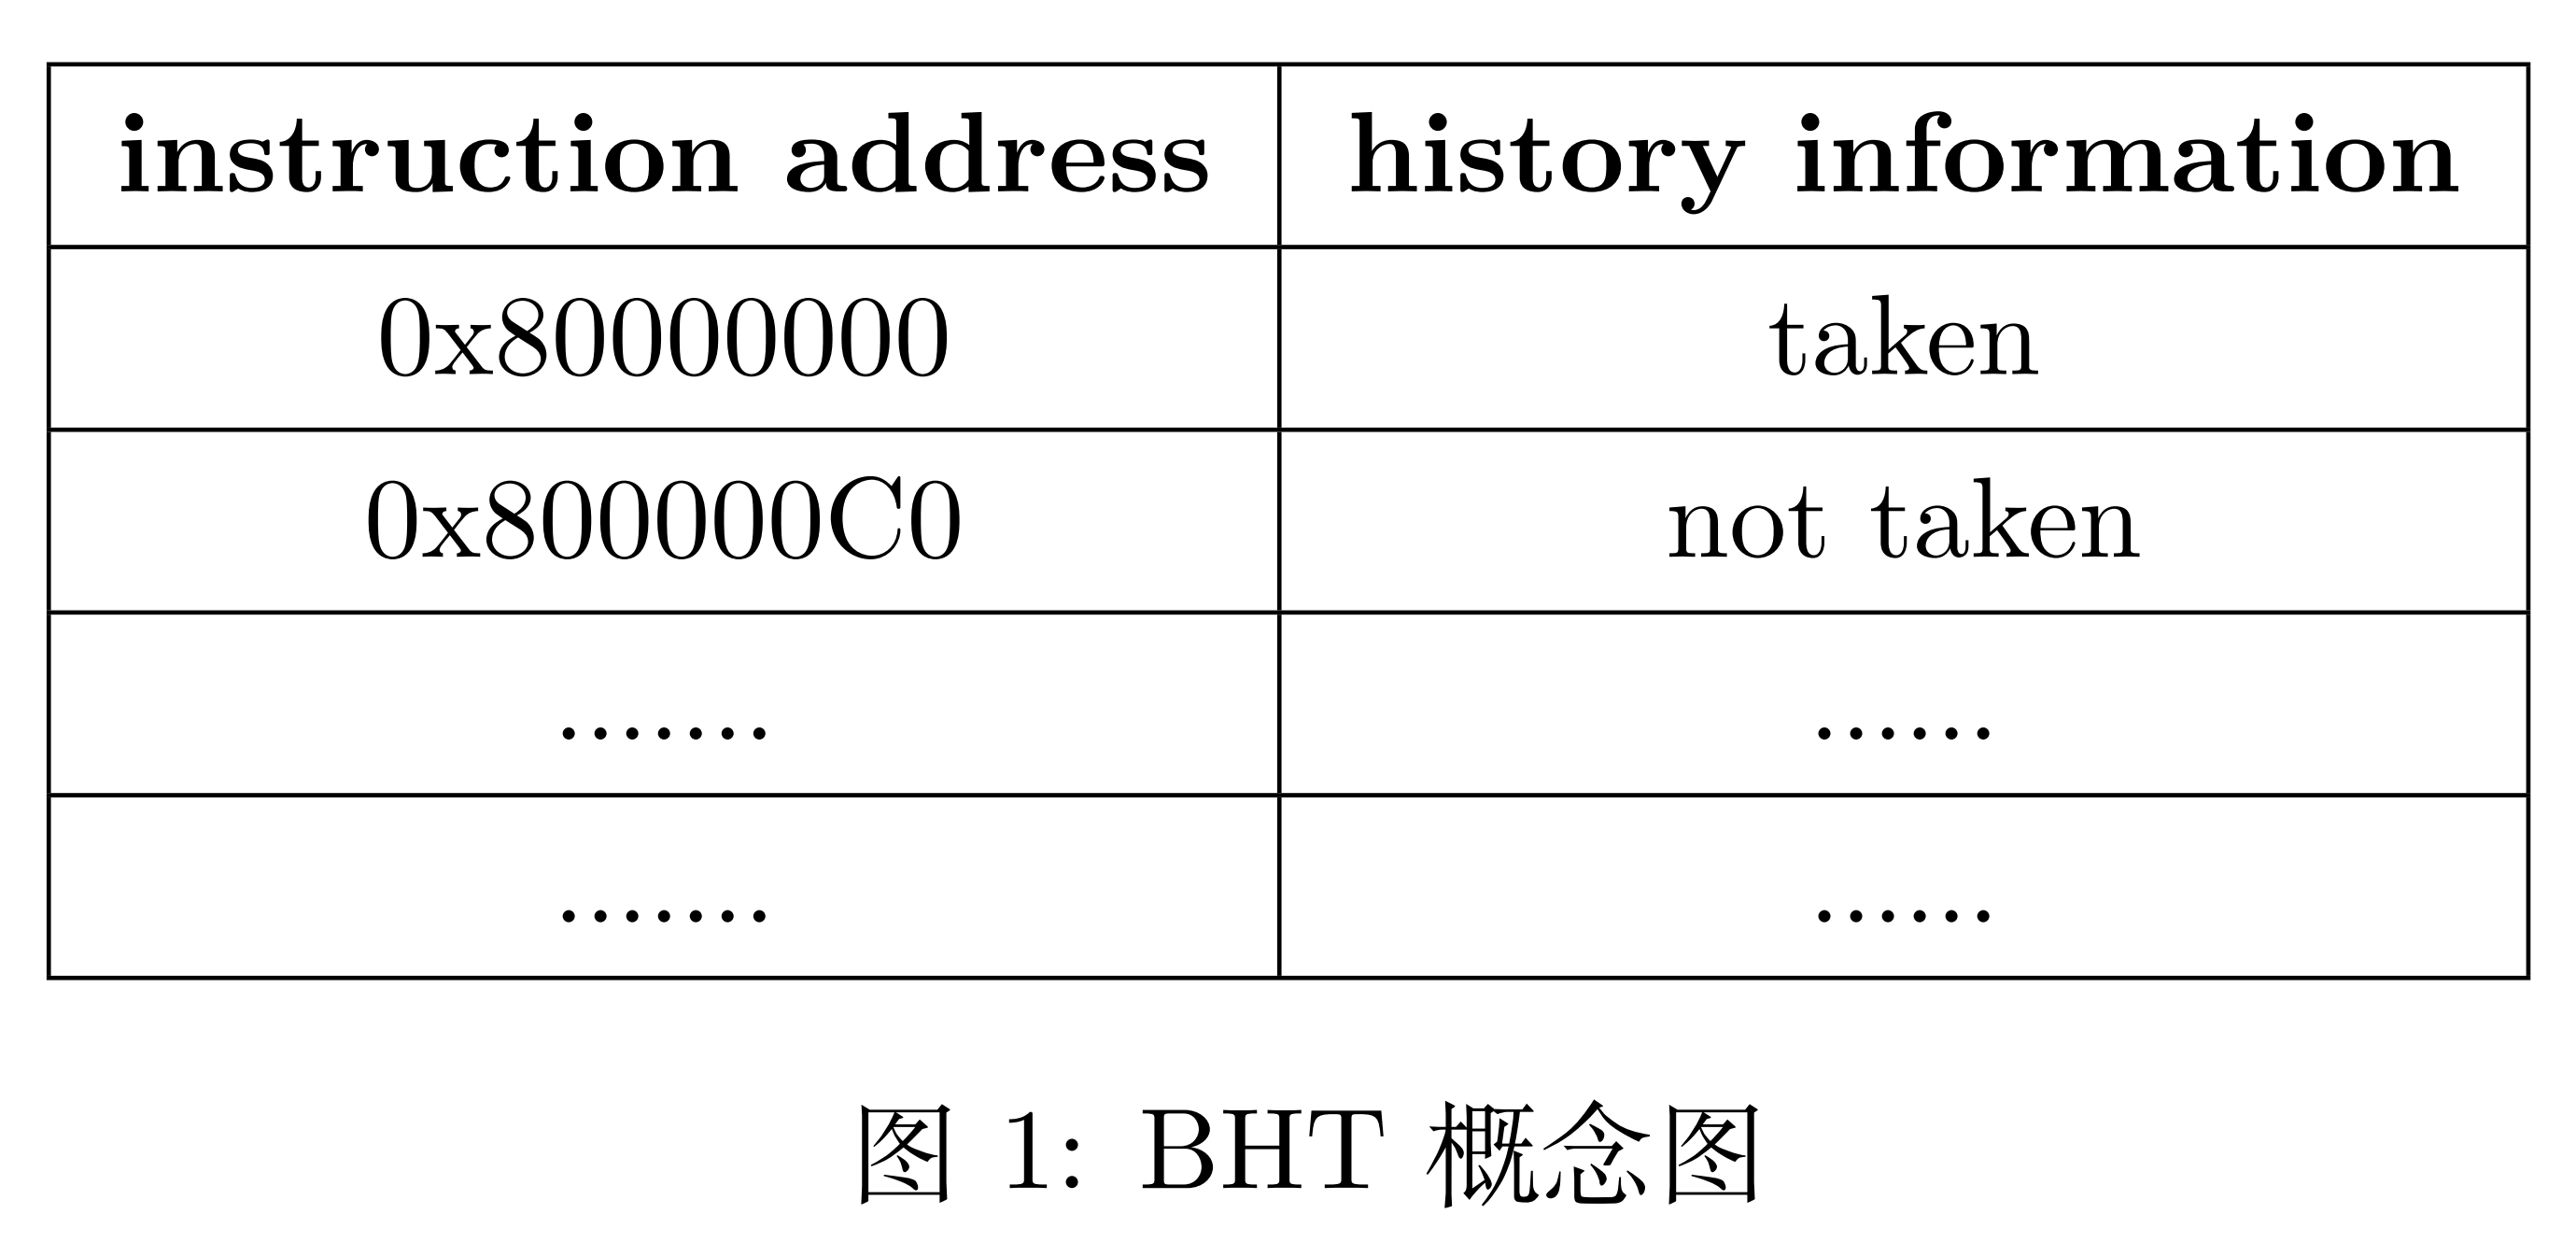 instruction address history information
0x80000000 taken
0x800000C0 not taken
....... ......
....... ......
图 1: BHT 概念图